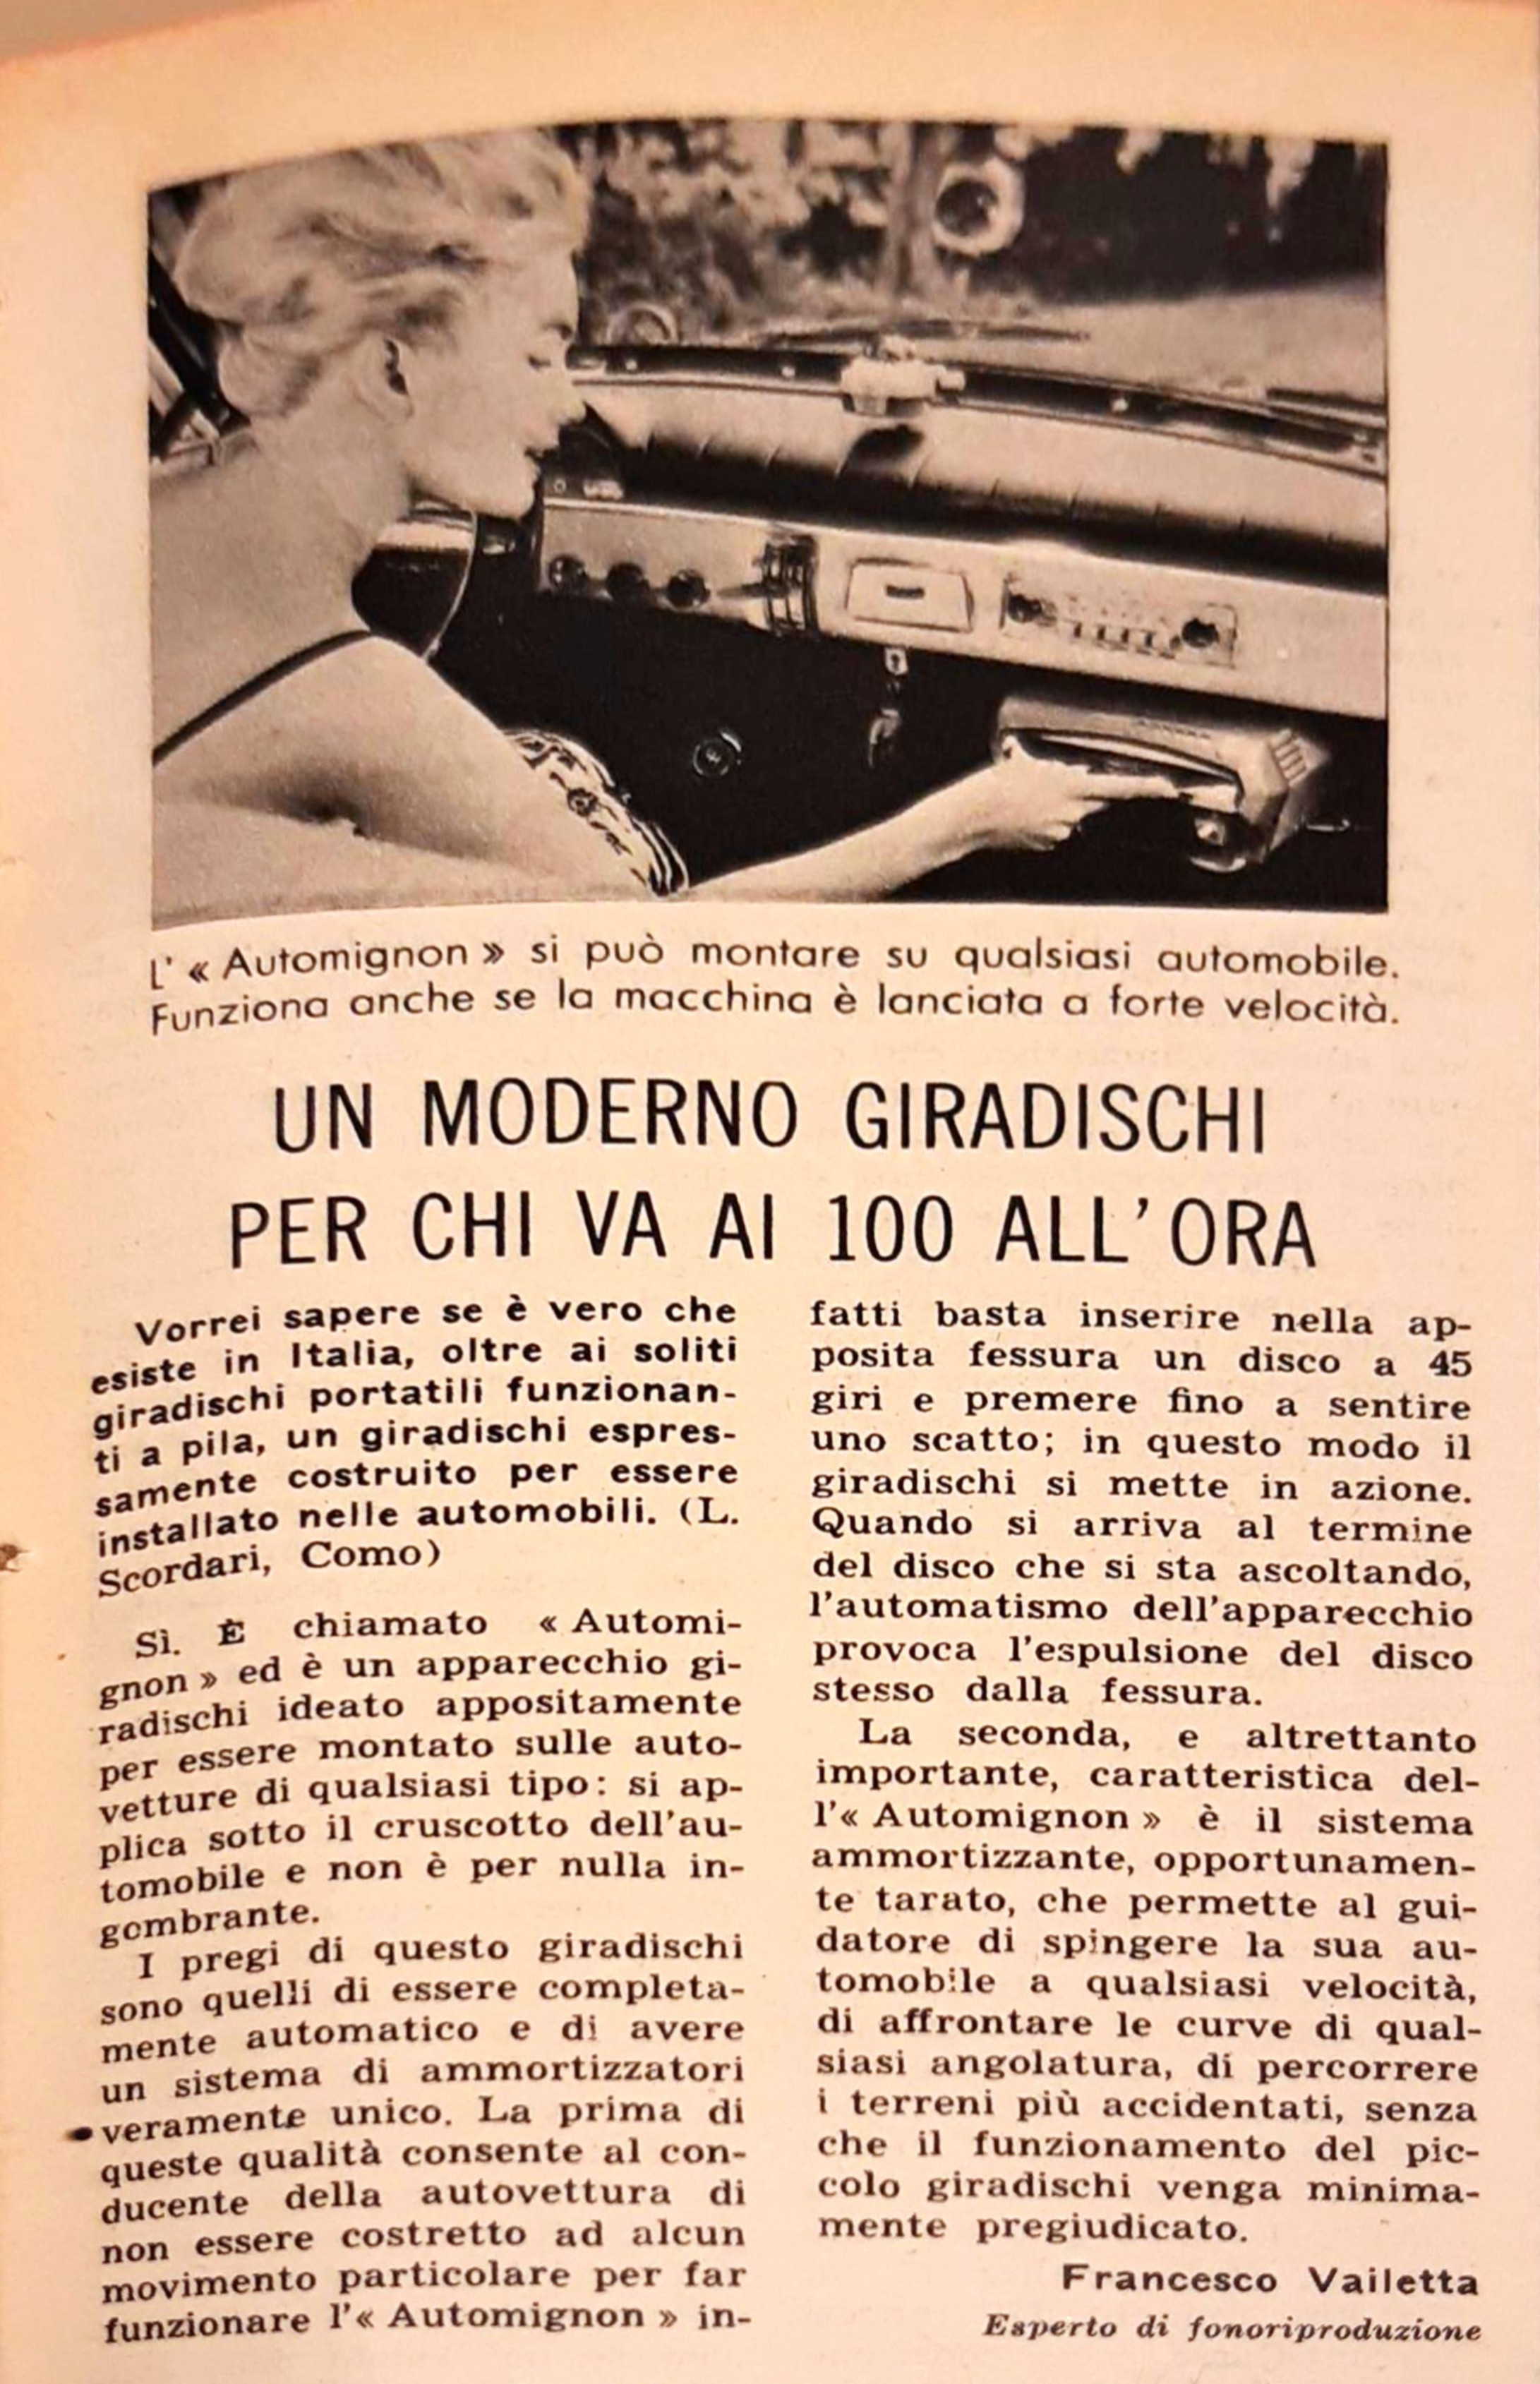 L' « Automignon » si può montare su qualsiasi automobile.
Funziona anche se la macchina è lanciata a forte velocità.
UN MODERNO GIRADISCHI
PER CHI VA AI 100 ALL'ORA
Vorrei sapere se è vero che
esiste in Italia, oltre ai soliti
giradischi portatili funzionan-
ti a pila, un giradischi espres-
samente costruito per essere
installato nelle automobili. (L.
Scordari, Como)
Sì. È chiamato « Automi-
gnon » ed è un apparecchio gi-
radischi ideato appositamente
per essere montato sulle auto-
vetture di qualsiasi tipo: si ap-
plica sotto il cruscotto dell'au-
tomobile e non è per nulla in-
gombrante.
I pregi di questo giradischi
sono quelli di essere completa-
mente automatico e di avere
un sistema di ammortizzatori
veramente unico. La prima di
queste qualità consente al con-
ducente della autovettura di
non essere costretto ad alcun
movimento particolare per far
funzionare l'« Automignon » in-
fatti basta inserire nella ap-
posita fessura un disco a 45
giri e premere fino a sentire
uno scatto; in questo modo il
giradischi si mette in azione.
Quando si arriva al termine
del disco che si sta ascoltando,
l'automatismo dell'apparecchio
provoca l'espulsione del disco
stesso dalla fessura.
La seconda, e altrettanto
importante, caratteristica del-
l'« Automignon » è il sistema
ammortizzante, opportunamen-
te tarato, che permette al gui-
datore di spingere la sua au-
tomobile a qualsiasi velocità,
di affrontare le curve di qual-
siasi angolatura, di percorrere
i terreni più accidentati, senza
che il funzionamento del pic-
colo giradischi venga minima-
mente pregiudicato.
Francesco Vailetta
Esperto di fonoriproduzione